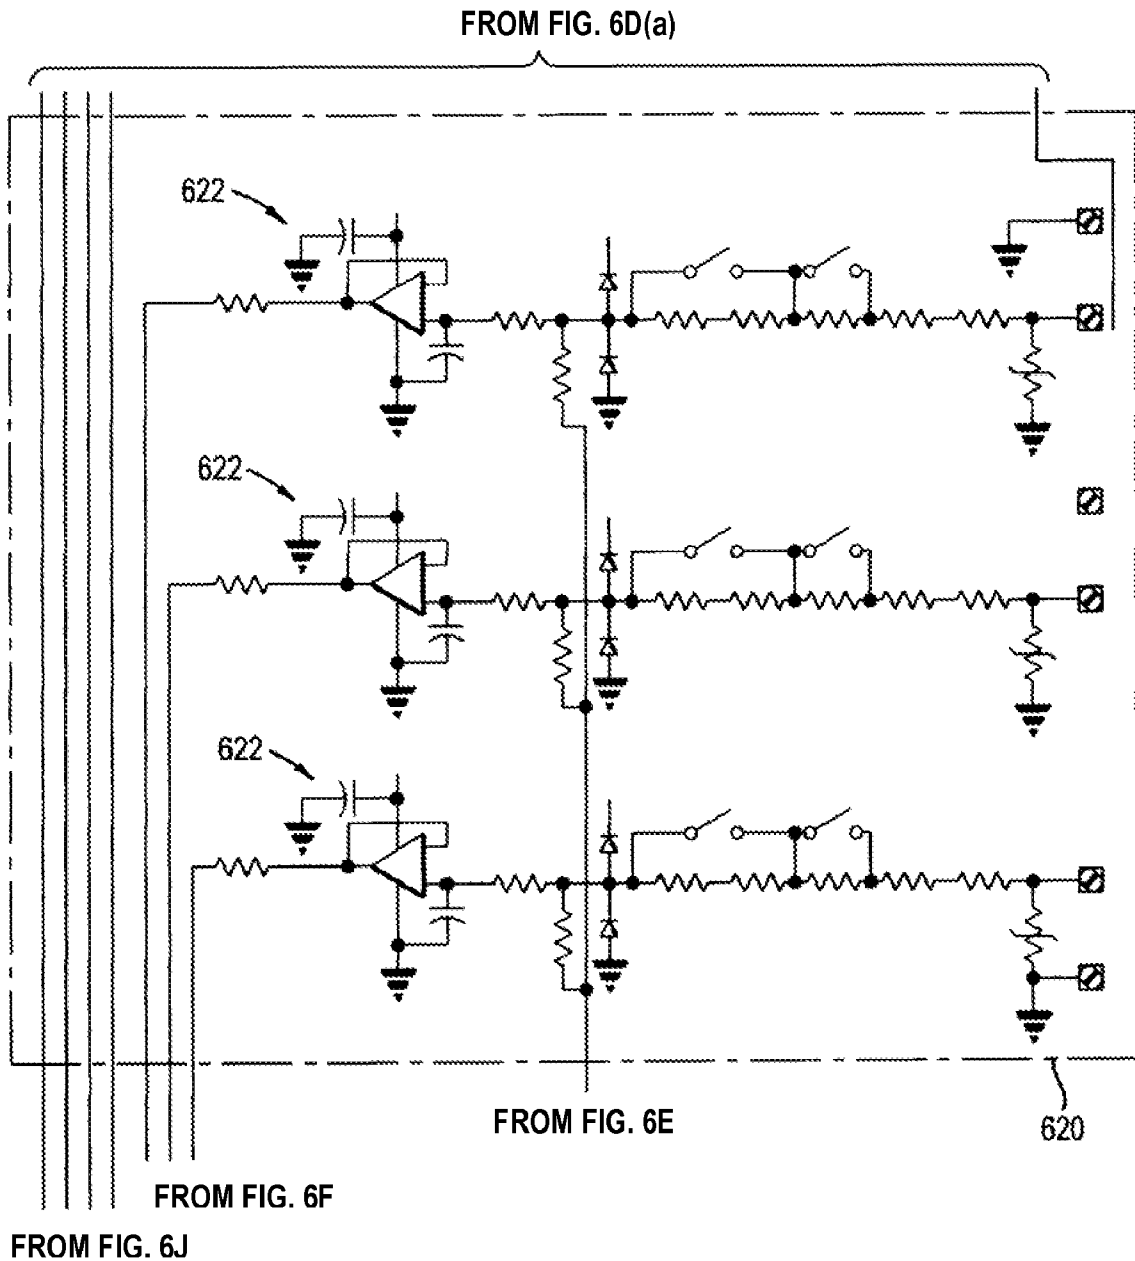 FROM FIG. 6D(a)
622
622
622
FROM FIG. 6E
620
FROM FIG. 6F
FROM FIG. 6J